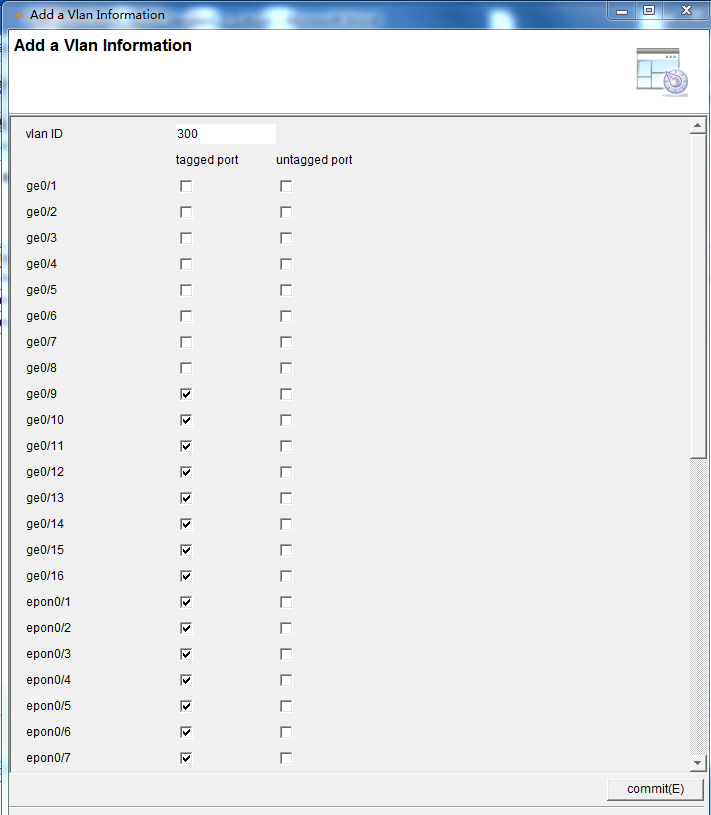 Add a Vlan Information
Add a Vlan Information
vlan ID 300
tagged port untagged port
ge0/1
ge0/2
ge0/3
ge0/4
ge0/5
ge0/6
ge0/7
ge0/8
ge0/9
ge0/10
ge0/11
ge0/12
ge0/13
ge0/14
ge0/15
ge0/16
epon0/1
epon0/2
epon0/3
epon0/4
epon0/5
epon0/6
epon0/7
commit(E)